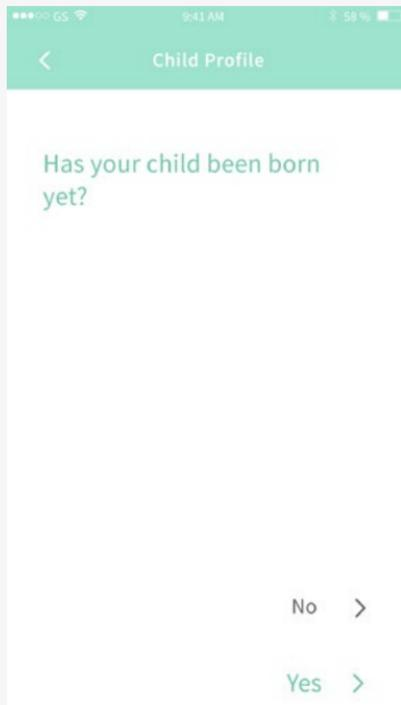 GS 9:41 AM 58 %
Child Profile
Has your child been born
yet?
No
Yes